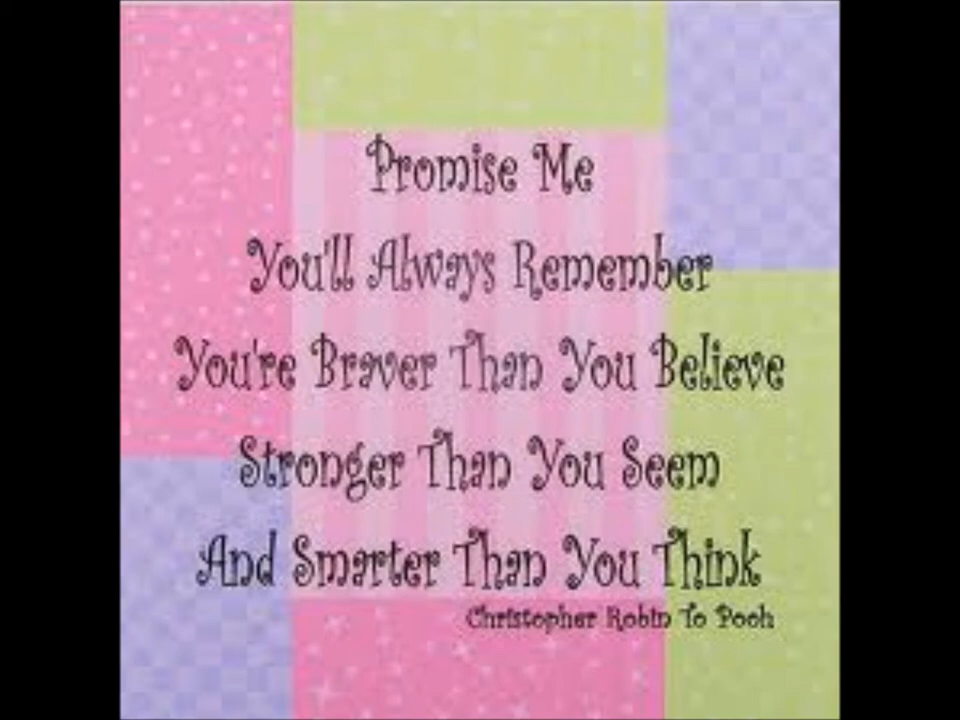 Promise Me
You'll Always Remember
You're Braver Than You Believe
Stronger Than You Seem
And Smarter Than You Think
Christopher Robin To Pooh